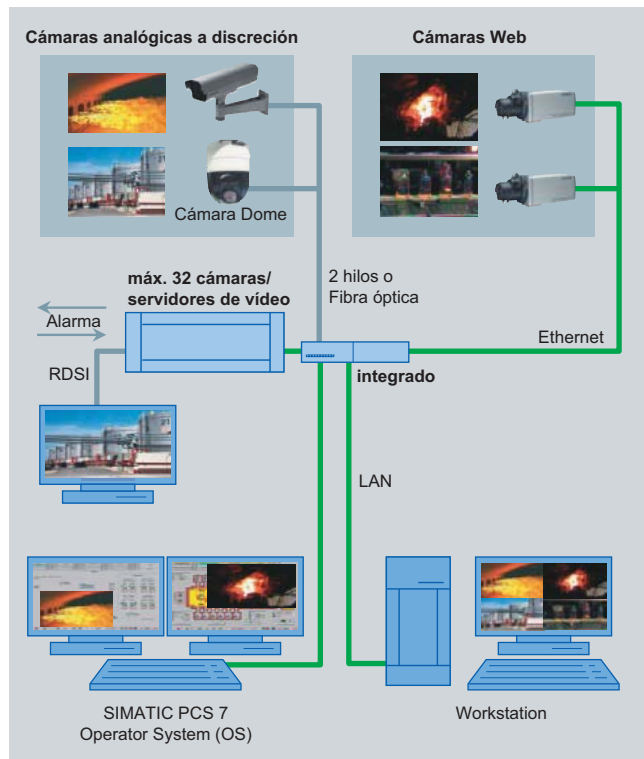 Cámaras analógicas a discreción
Cámaras Web
Cámara Dome
máx. 32 cámaras/
servidores de vídeo
2 hilos o
Fibra óptica
Alarma
Ethernet
RDSI
integrado
LAN
SIMATIC PCS 7
Operator System (OS)
Workstation